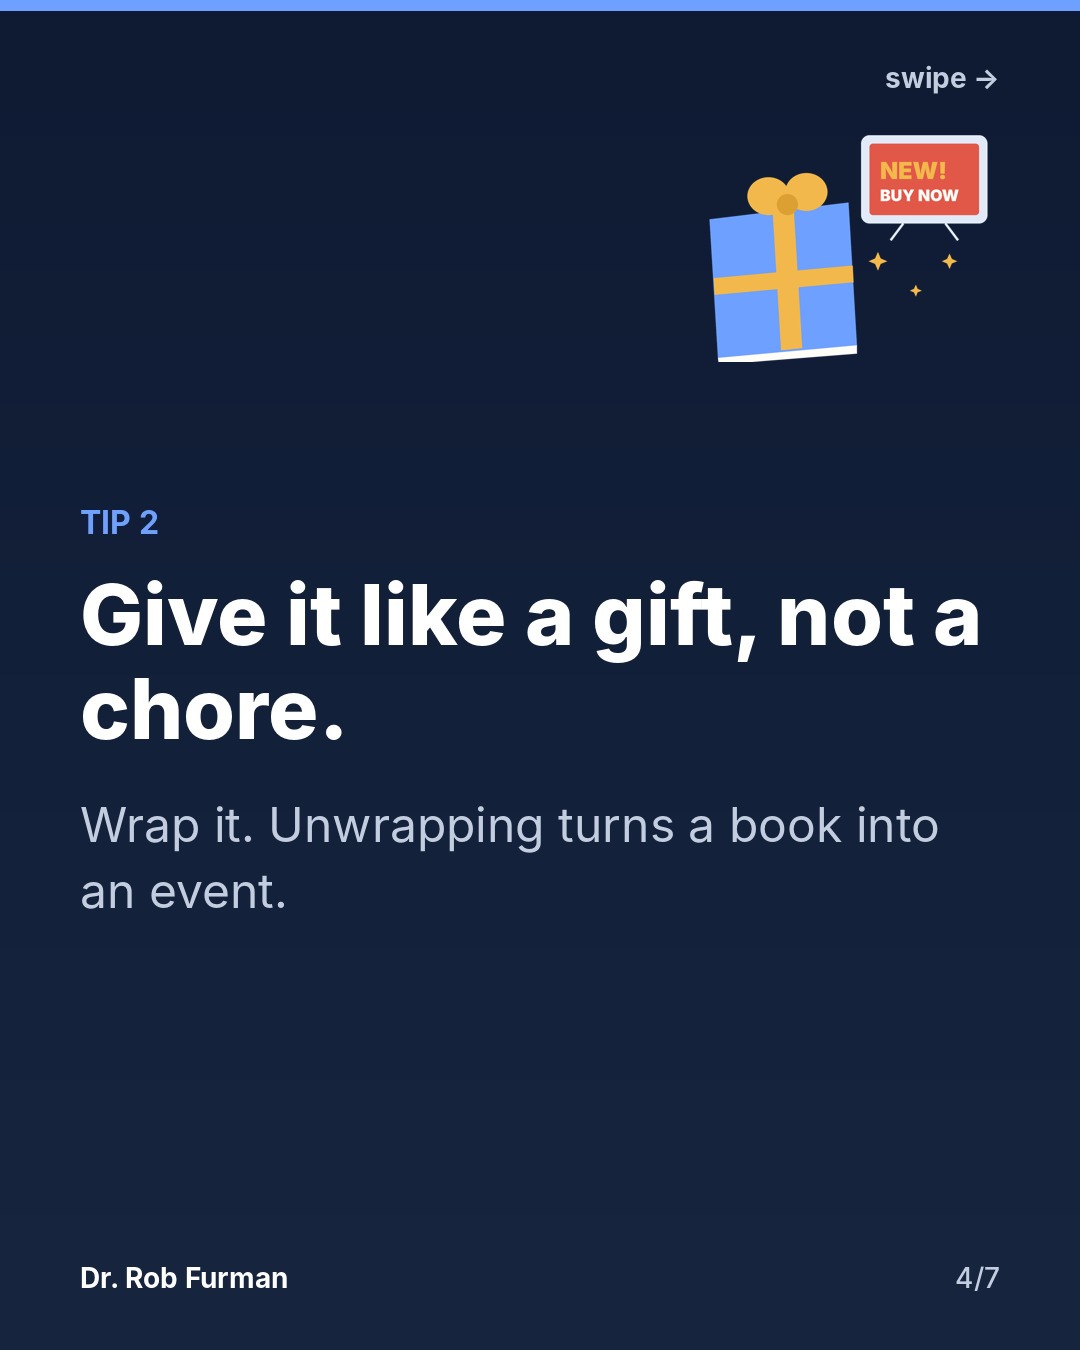 swipe →
NEW!
BUY NOW
TIP 2
Give it like a gift, not a
chore.
Wrap it. Unwrapping turns a book into
an event.
Dr. Rob Furman
4/7